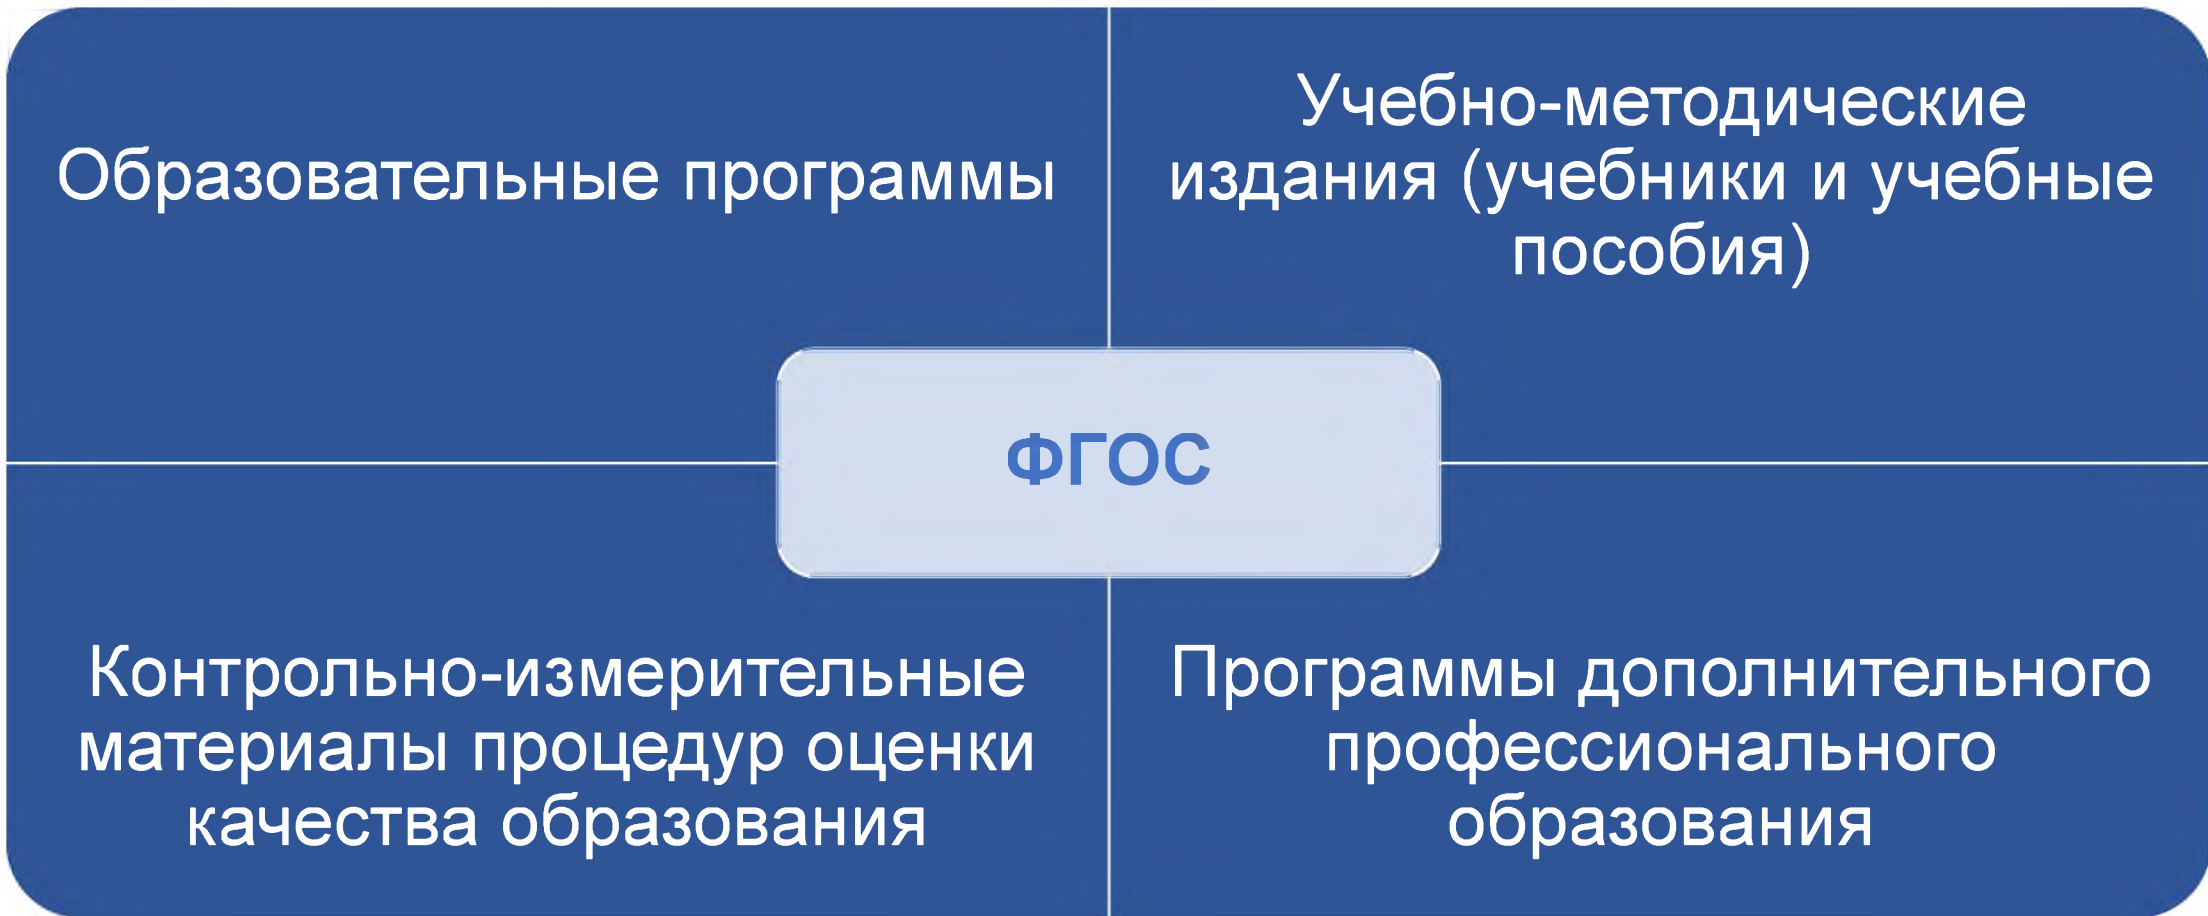 Образовательные программы
Учебно-методические
издания (учебники и учебные
пособия)
ФГОС
Контрольно-измерительные
материалы процедур оценки
качества образования
Программы дополнительного
профессионального
образования